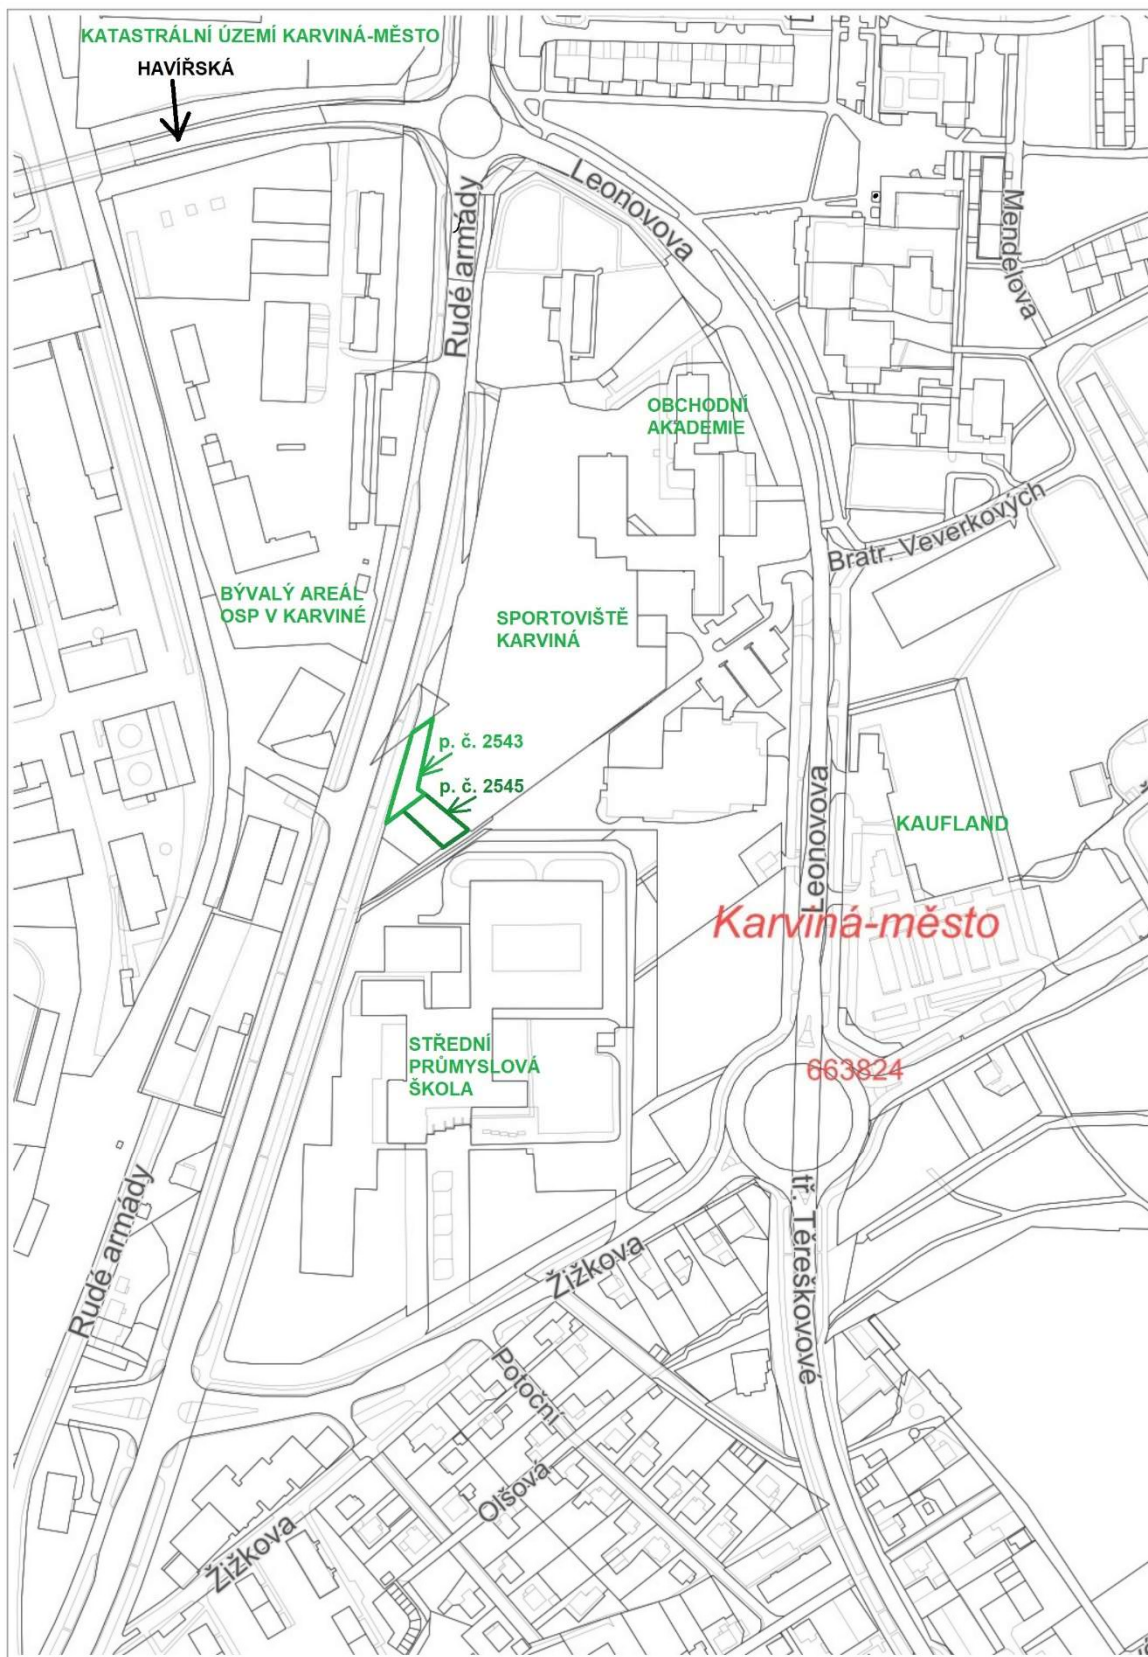 KATASTRÁLNÍ ÚZEMÍ KARVINÁ-MĚSTO
HAVÍŘSKÁ
Leonovova
Rudé armády
Mendelova
OBCHODNÍ
AKADEMIE
Bratr. Veverkových
BÝVALÝ AREÁL
OSP V KARVINÉ
SPORTOVIŠTĚ
KARVINÁ
p. č. 2543
p. č. 2545
Leonovova
KAUFLAND
Karviná-město
STŘEDNÍ
PRŮMYSLOVÁ
ŠKOLA
663824
Rudé armády
Žižkova
tř. Těreškovové
Potoční
Olšová
Žižkova